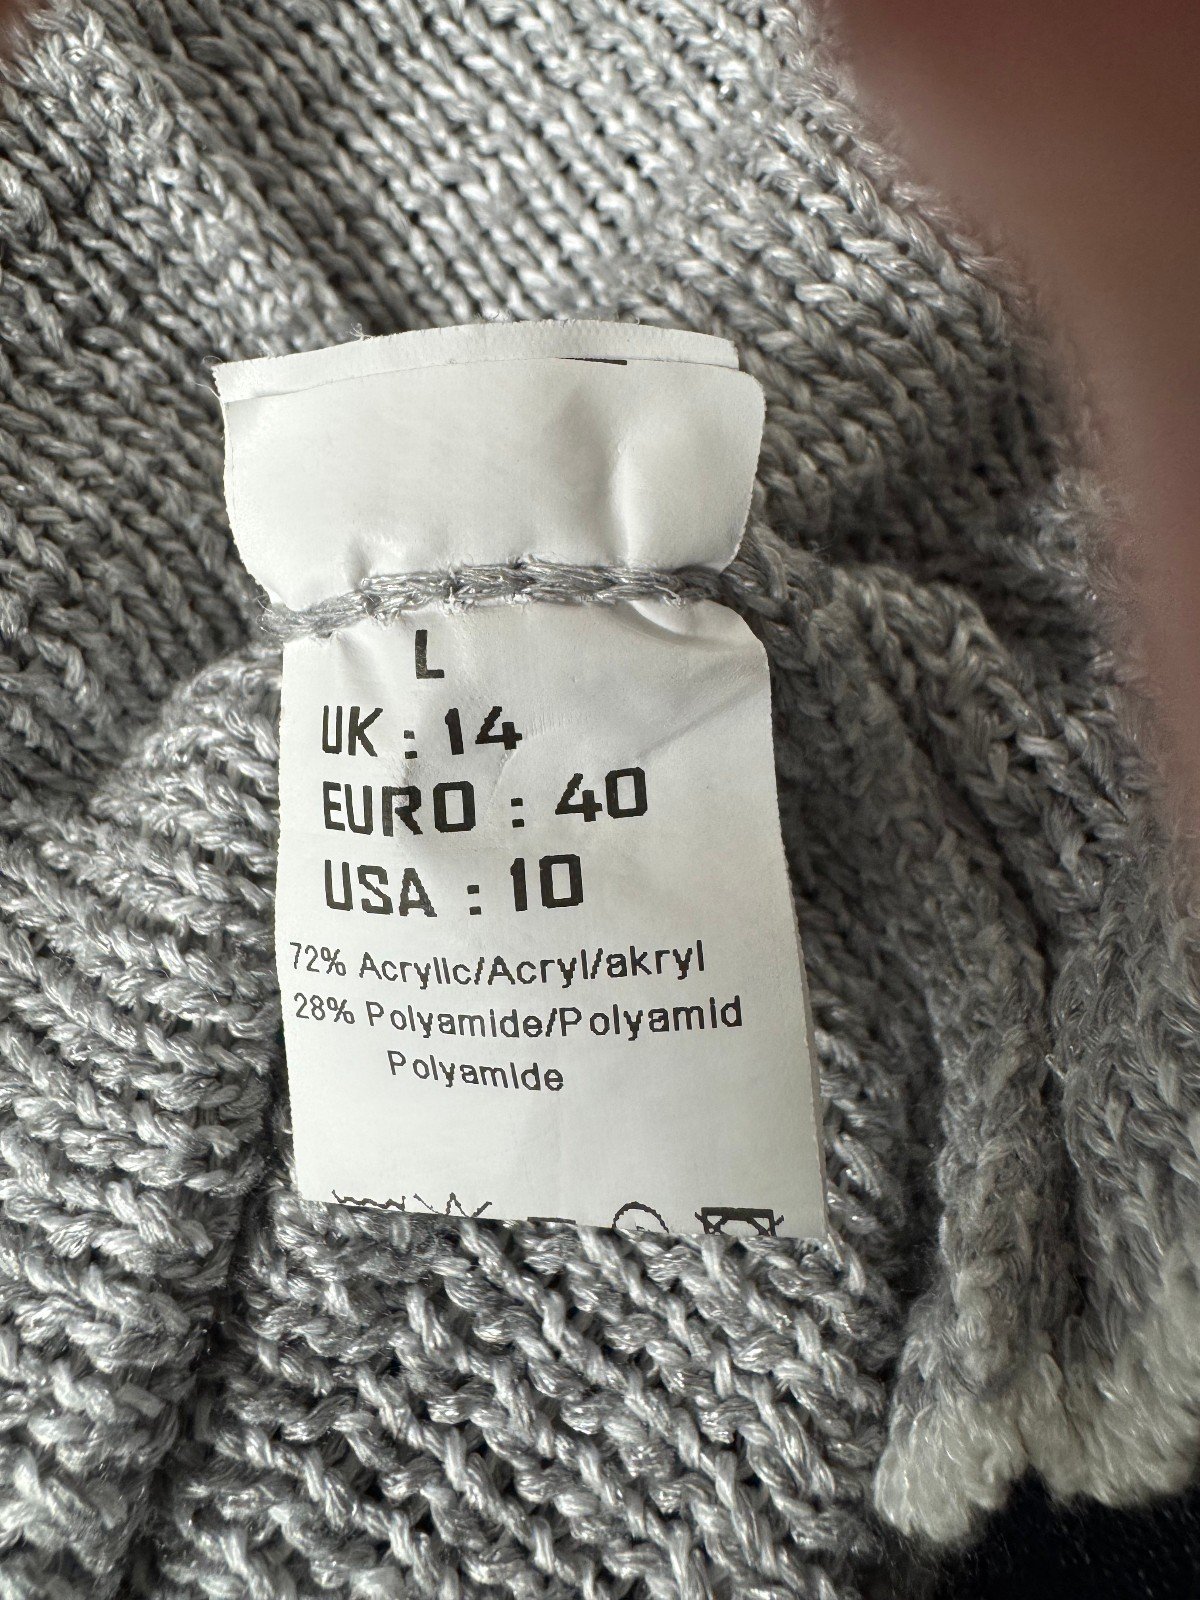 L
UK : 14
EURO : 40
USA : 10
72% Acrylic/Acryl/akryl
28% Polyamide/Polyamid
Polyamide